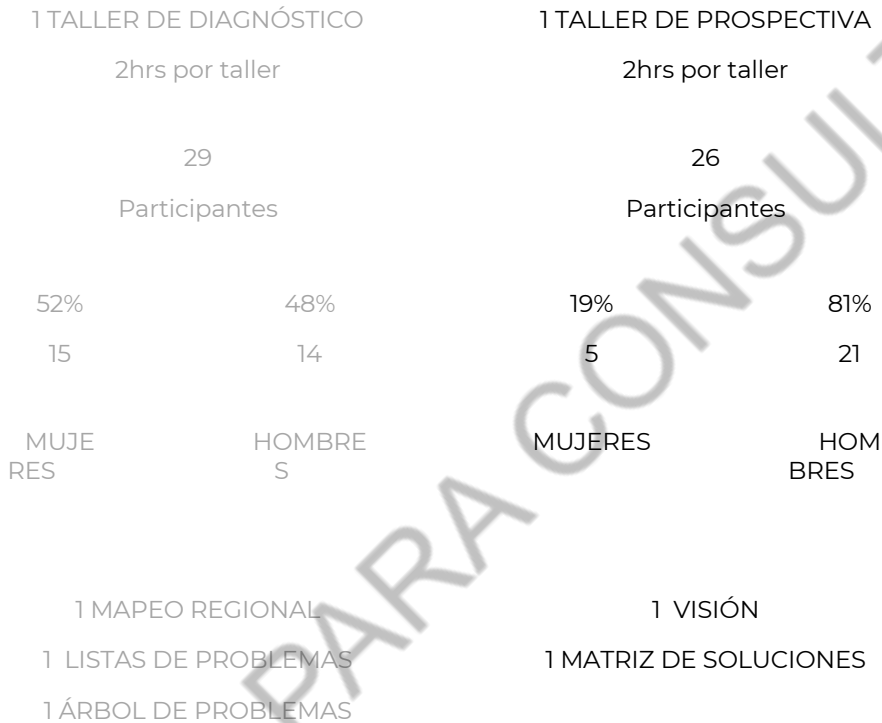 1 TALLER DE DIAGNÓSTICO
2hrs por taller
29
Participantes
52% 48%
15 14
MUJE HOMBRE
RES S
1 MAPEO REGIONAL
1 LISTAS DE PROBLEMAS
1 ÁRBOL DE PROBLEMAS
1 TALLER DE PROSPECTIVA
2hrs por taller
26
Participantes
19% 81%
5 21
MUJERES HOM
BRES
1 VISIÓN
1 MATRIZ DE SOLUCIONES
PARA CONSUL